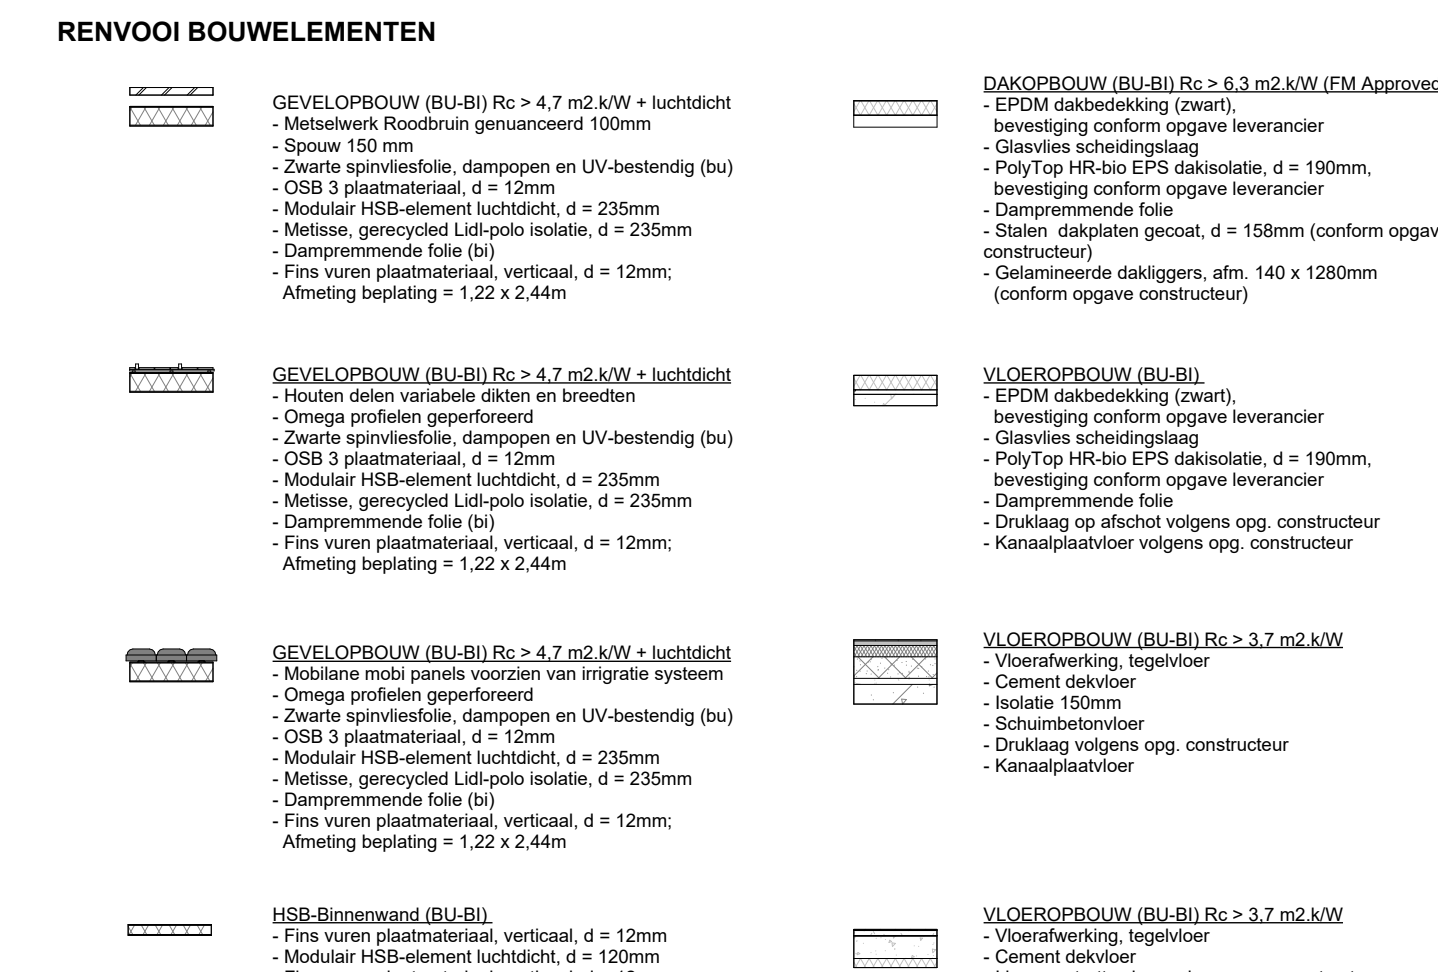 RENVOOI BOUWELEMENTEN
GEVELOPBOUW (BU-BI) Rc > 4,7 m2.k/W + luchtdicht
- Metselwerk Roodbruin genuanceerd 100mm
- Spouw 150 mm
- Zwarte spinvliesfolie, dampopen en UV-bestendig (bu)
- OSB 3 plaatmateriaal, d = 12mm
- Modulair HSB-element luchtdicht, d = 235mm
- Metisse, gerecycled Lidl-polo isolatie, d = 235mm
- Dampremmende folie (bi)
- Fins vuren plaatmateriaal, verticaal, d = 12mm;
Afmeting beplating = 1,22 x 2,44m
GEVELOPBOUW (BU-BI) Rc > 4,7 m2.k/W + luchtdicht
- Houten delen variabele dikten en breedten
- Omega profielen geperforeerd
- Zwarte spinvliesfolie, dampopen en UV-bestendig (bu)
- OSB 3 plaatmateriaal, d = 12mm
- Modulair HSB-element luchtdicht, d = 235mm
- Metisse, gerecycled Lidl-polo isolatie, d = 235mm
- Dampremmende folie (bi)
- Fins vuren plaatmateriaal, verticaal, d = 12mm;
Afmeting beplating = 1,22 x 2,44m
GEVELOPBOUW (BU-BI) Rc > 4,7 m2.k/W + luchtdicht
- Mobilane mobi panels voorzien van irrigratie systeem
- Omega profielen geperforeerd
- Zwarte spinvliesfolie, dampopen en UV-bestendig (bu)
- OSB 3 plaatmateriaal, d = 12mm
- Modulair HSB-element luchtdicht, d = 235mm
- Metisse, gerecycled Lidl-polo isolatie, d = 235mm
- Dampremmende folie (bi)
- Fins vuren plaatmateriaal, verticaal, d = 12mm;
Afmeting beplating = 1,22 x 2,44m
HSB-Binnenwand (BU-BI)
- Fins vuren plaatmateriaal, verticaal, d = 12mm
- Modulair HSB-element luchtdicht, d = 120mm
DAKOPBOUW (BU-BI) Rc > 6,3 m2.k/W (FM Approved
- EPDM dakbedekking (zwart),
bevestiging conform opgave leverancier
- Glasvlies scheidingslaag
- PolyTop HR-bio EPS dakisolatie, d = 190mm,
bevestiging conform opgave leverancier
- Dampremmende folie
- Stalen dakplaten gecoat, d = 158mm (conform opgav
constructeur)
- Gelamineerde dakliggers, afm. 140 x 1280mm
(conform opgave constructeur)
VLOEROPBOUW (BU-BI)
- EPDM dakbedekking (zwart),
bevestiging conform opgave leverancier
- Glasvlies scheidingslaag
- PolyTop HR-bio EPS dakisolatie, d = 190mm,
bevestiging conform opgave leverancier
- Dampremmende folie
- Druklaag op afschot volgens opg. constructeur
- Kanaalplaatvloer volgens opg. constructeur
VLOEROPBOUW (BU-BI) Rc > 3,7 m2.k/W
- Vloerafwerking, tegelvloer
- Cement dekvloer
- Isolatie 150mm
- Schuimbetonvloer
- Druklaag volgens opg. constructeur
- Kanaalplaatvloer
VLOEROPBOUW (BU-BI) Rc > 3,7 m2.k/W
- Vloerafwerking, tegelvloer
- Cement dekvloer